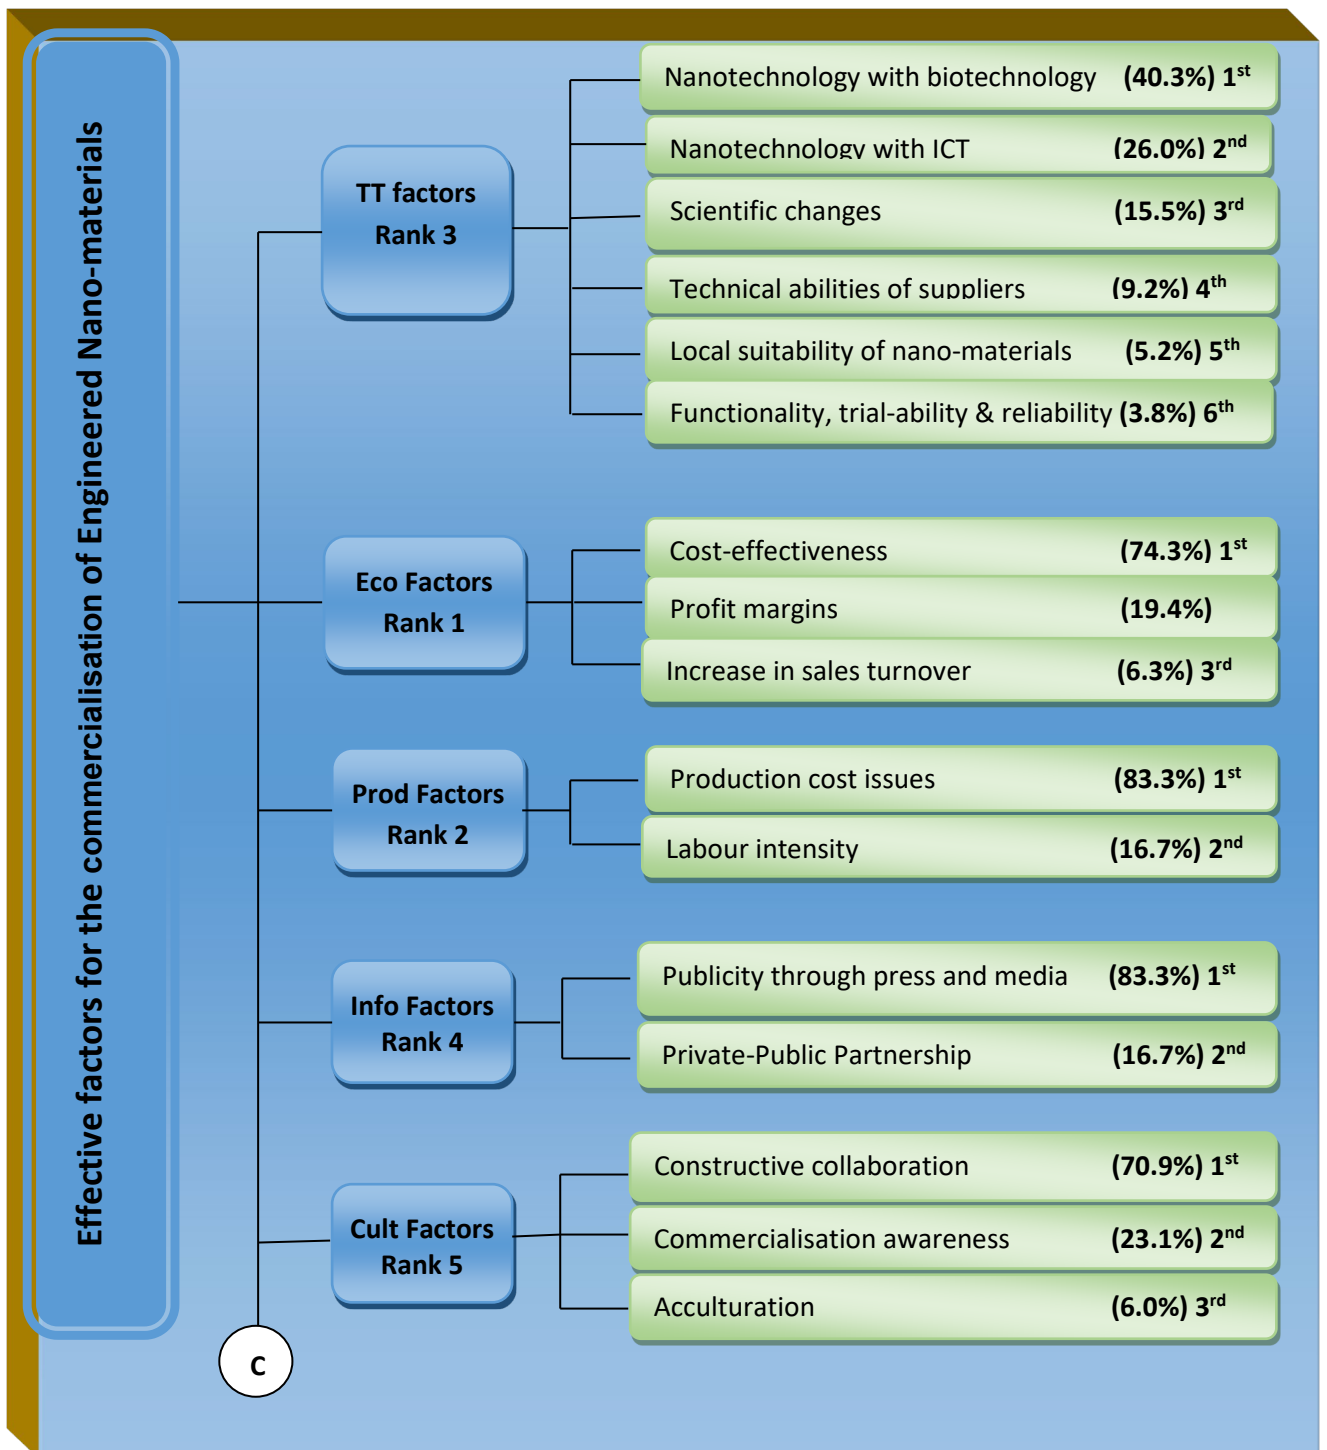 Effective factors for the commercialisation of Engineered Nano-materials
TT factors
Rank 3
Nanotechnology with biotechnology (40.3%) 1st
Nanotechnology with ICT (26.0%) 2nd
Scientific changes (15.5%) 3rd
Technical abilities of suppliers (9.2%) 4th
Local suitability of nano-materials (5.2%) 5th
Functionality, trial-ability & reliability (3.8%) 6th
Eco Factors
Rank 1
Cost-effectiveness (74.3%) 1st
Profit margins (19.4%)
Increase in sales turnover (6.3%) 3rd
Prod Factors
Rank 2
Production cost issues (83.3%) 1st
Labour intensity (16.7%) 2nd
Info Factors
Rank 4
Publicity through press and media (83.3%) 1st
Private-Public Partnership (16.7%) 2nd
Cult Factors
Rank 5
Constructive collaboration (70.9%) 1st
Commercialisation awareness (23.1%) 2nd
Acculturation (6.0%) 3rd
C